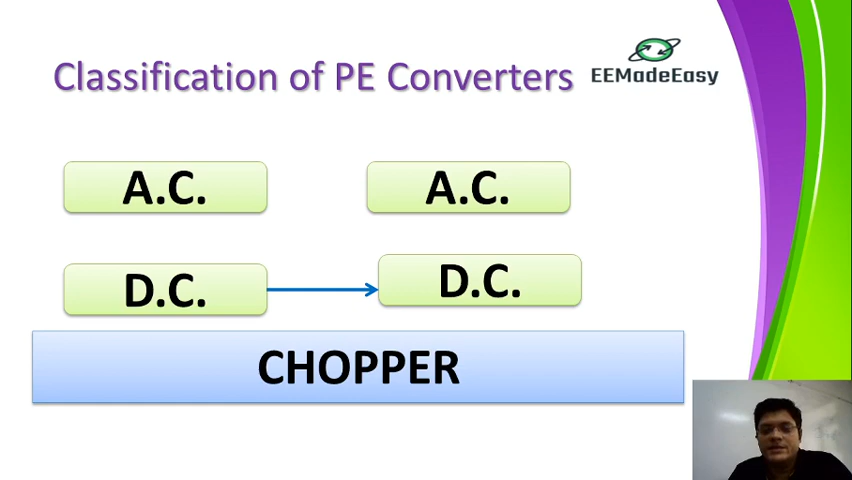 Classification of PE Converters
EEMadeEasy
A.C.
A.C.
D.C.
D.C.
CHOPPER